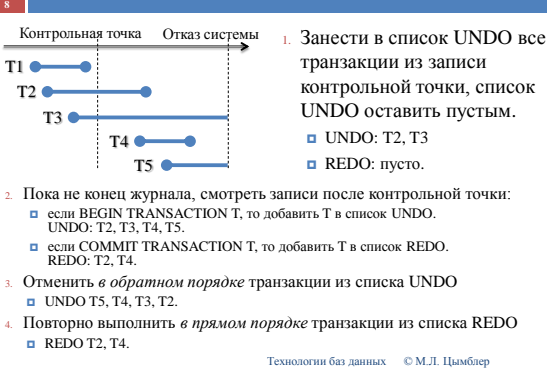 8
Контрольная точка
Отказ системы
T1
T2
T3
T4
T5
1. Занести в список UNDO все
транзакции из записи
контрольной точки, список
UNDO оставить пустым.
UNDO: T2, T3
REDO: пусто.
2. Пока не конец журнала, смотреть записи после контрольной точки:
если BEGIN TRANSACTION T, то добавить T в список UNDO.
UNDO: T2, T3, T4, T5.
если COMMIT TRANSACTION T, то добавить T в список REDO.
REDO: T2, T4.
3. Отменить в обратном порядке транзакции из списка UNDO
UNDO T5, T4, T3, T2.
4. Повторно выполнить в прямом порядке транзакции из списка REDO
REDO T2, T4.
Технологии баз данных © М.Л. Цымблер